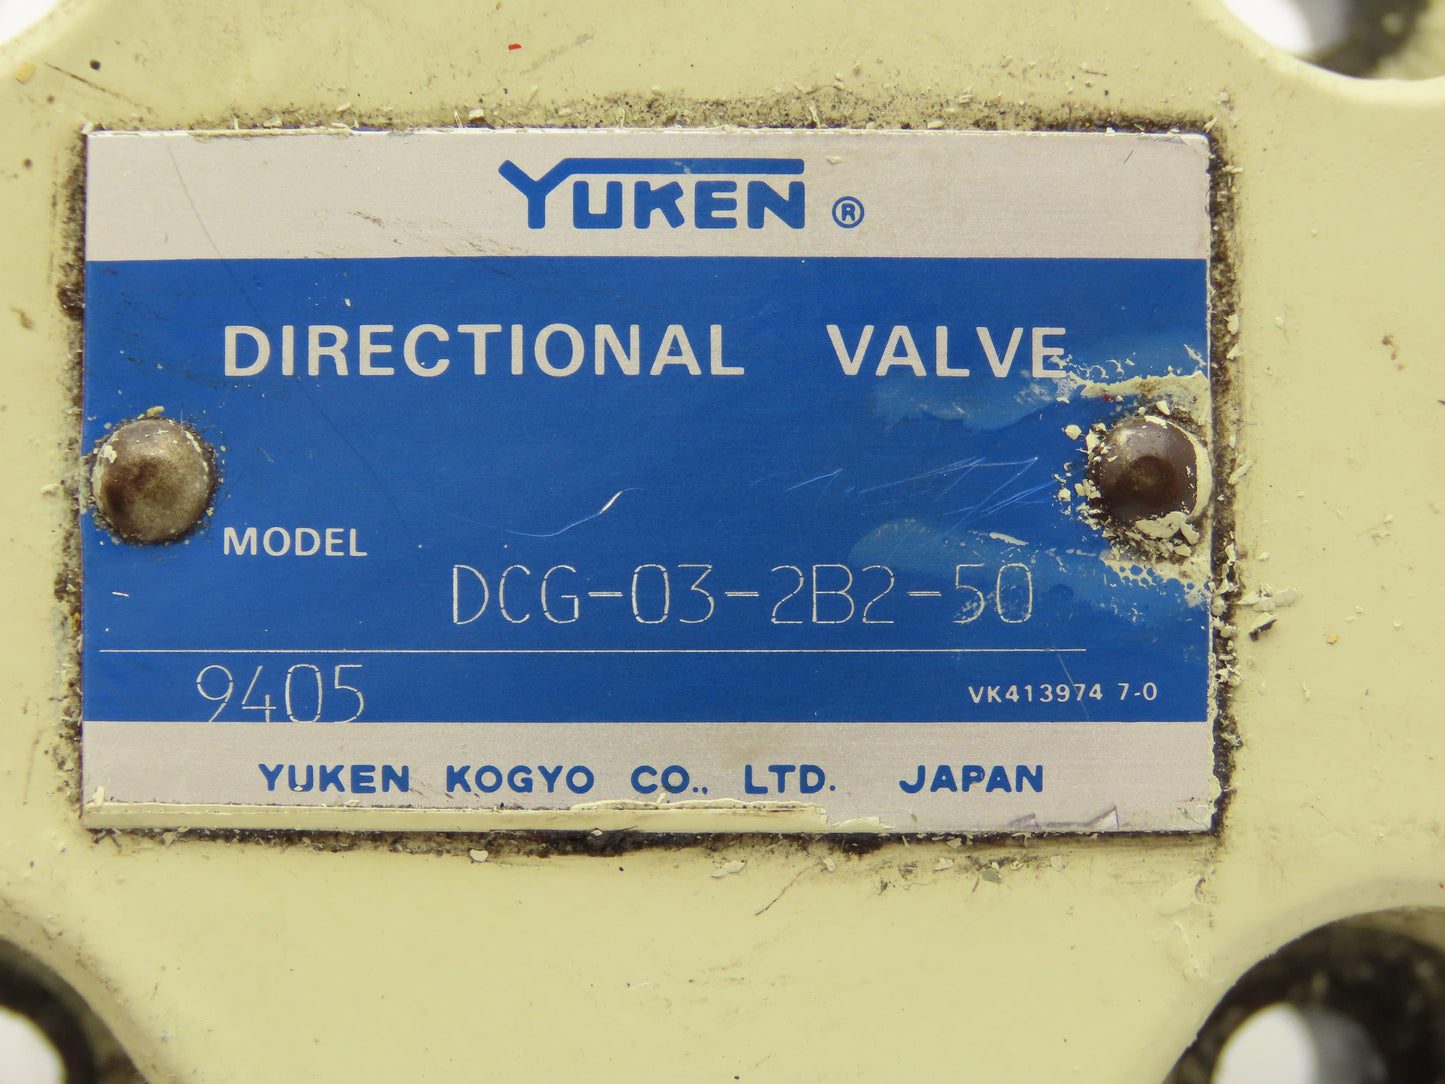 YUKEN ®
DIRECTIONAL VALVE
MODEL
DCG-03-2B2-50
9405
VK413974 7-0
YUKEN KOGYO CO., LTD. JAPAN